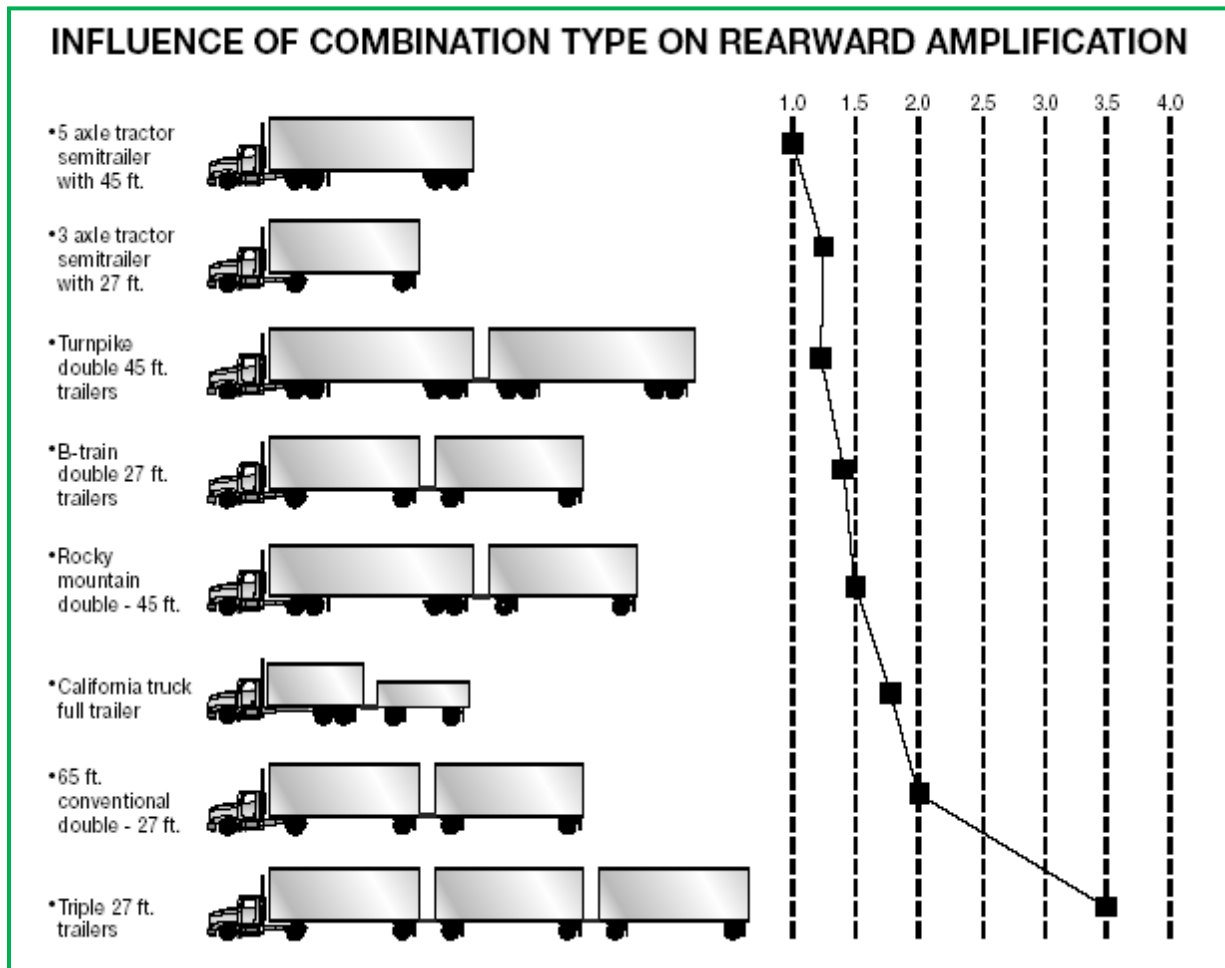 INFLUENCE OF COMBINATION TYPE ON REARWARD AMPLIFICATION
1.0 1.5 2.0 2.5 3.0 3.5 4.0
•5 axle tractor
semitrailer
with 45 ft.
•3 axle tractor
semitrailer
with 27 ft.
•Turnpike
double 45 ft.
trailers
•B-train
double 27 ft.
trailers
•Rocky
mountain
double - 45 ft.
•California truck
full trailer
•65 ft.
conventional
double - 27 ft.
•Triple 27 ft.
trailers